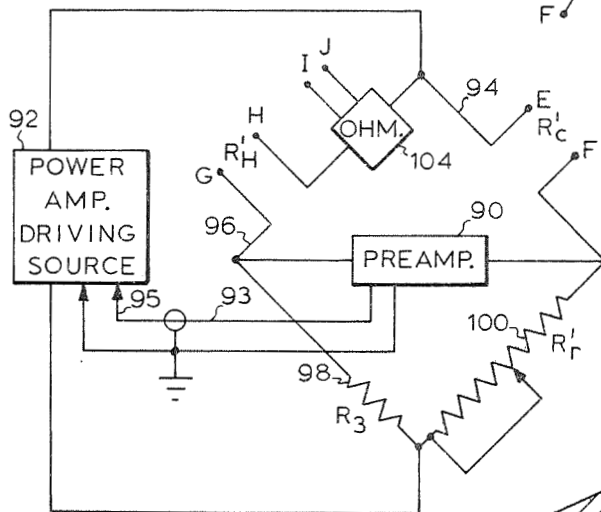 F
J
I
94
92
H
OHM.
E
R'H
R'C
104
F
G
POWER
AMP.
DRIVING
SOURCE
90
96
PREAMP.
95
93
100
R'r
98
R3